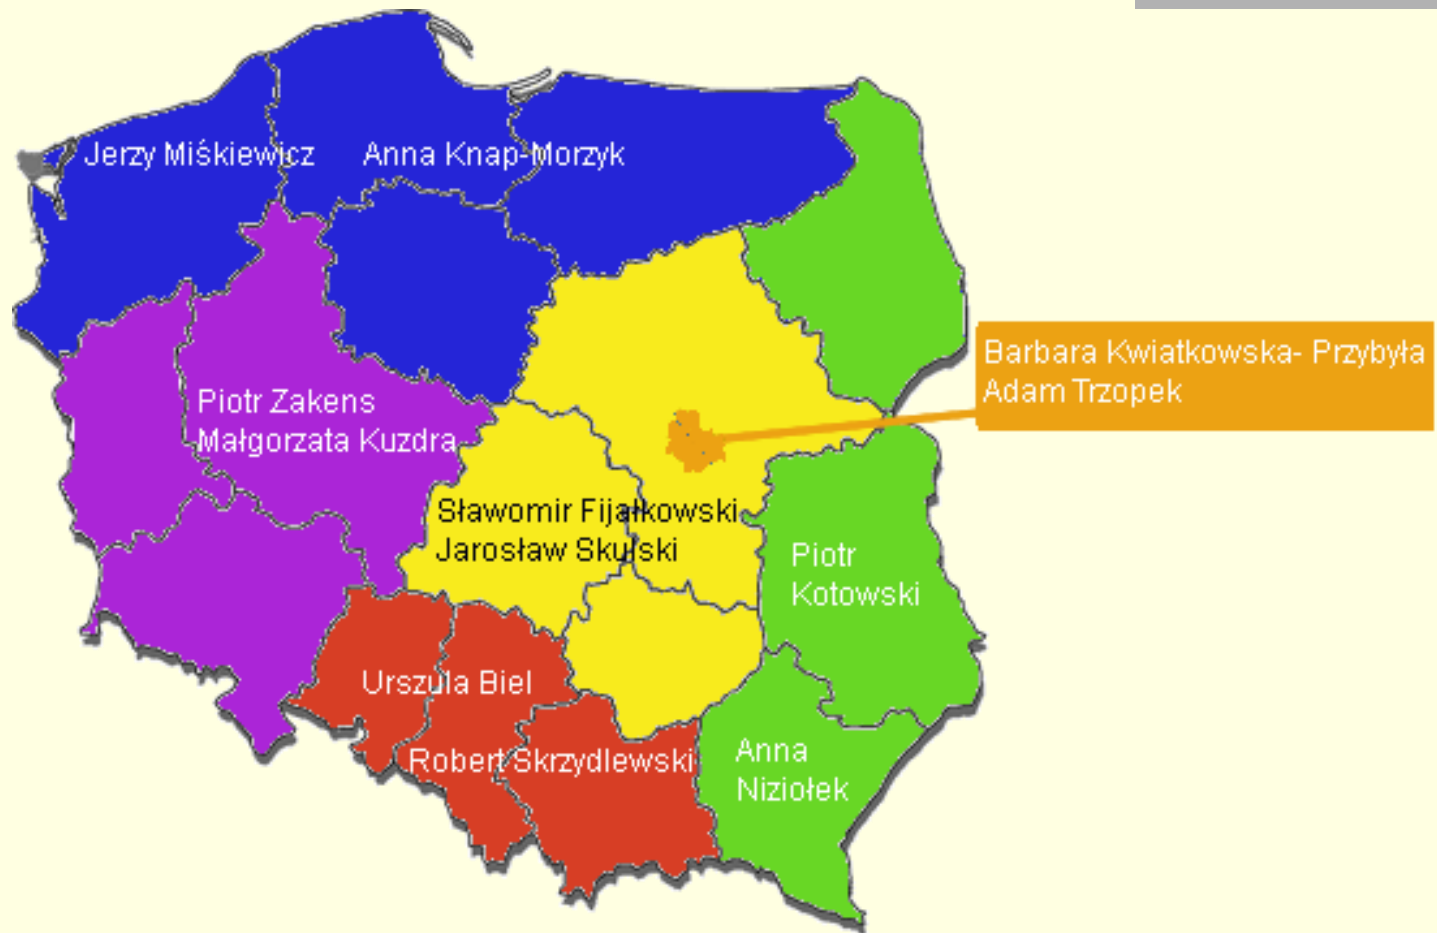 Jerzy Miśkiewicz
Anna Knap-Morzyk
Barbara Kwiatkowska- Przybyła
Adam Trzopek
Piotr Zakens
Małgorzata Kuzdra
Sławomir Fijałkowski
Jarosław Skulski
Piotr
Kotowski
Urszula Biel
Robert Skrzydlewski
Anna
Niziołek